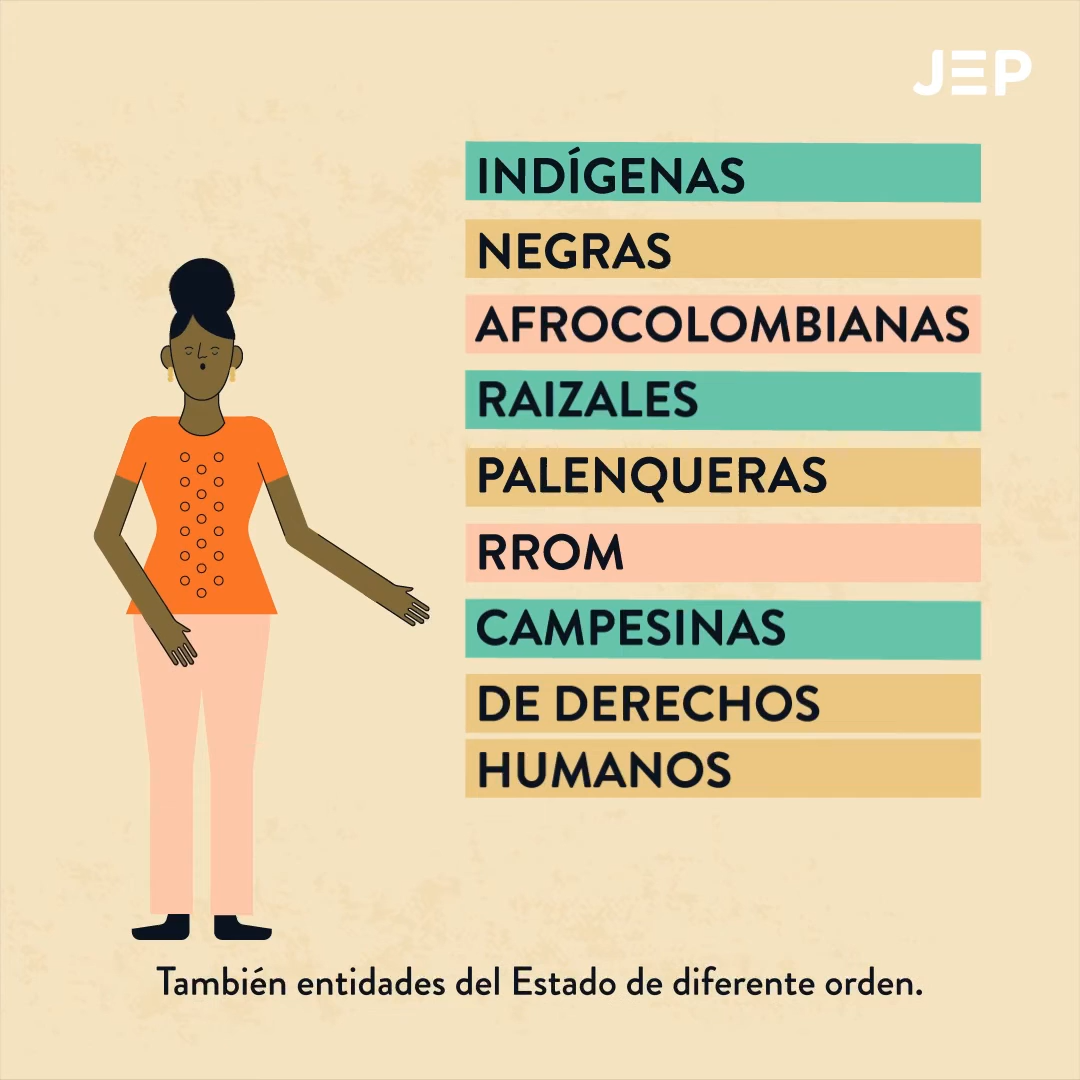 JEP
INDÍGENAS
NEGRAS
AFROCOLOMBIANAS
RAIZALES
PALENQUERAS
RROM
CAMPESINAS
DE DERECHOS
HUMANOS
También entidades del Estado de diferente orden.